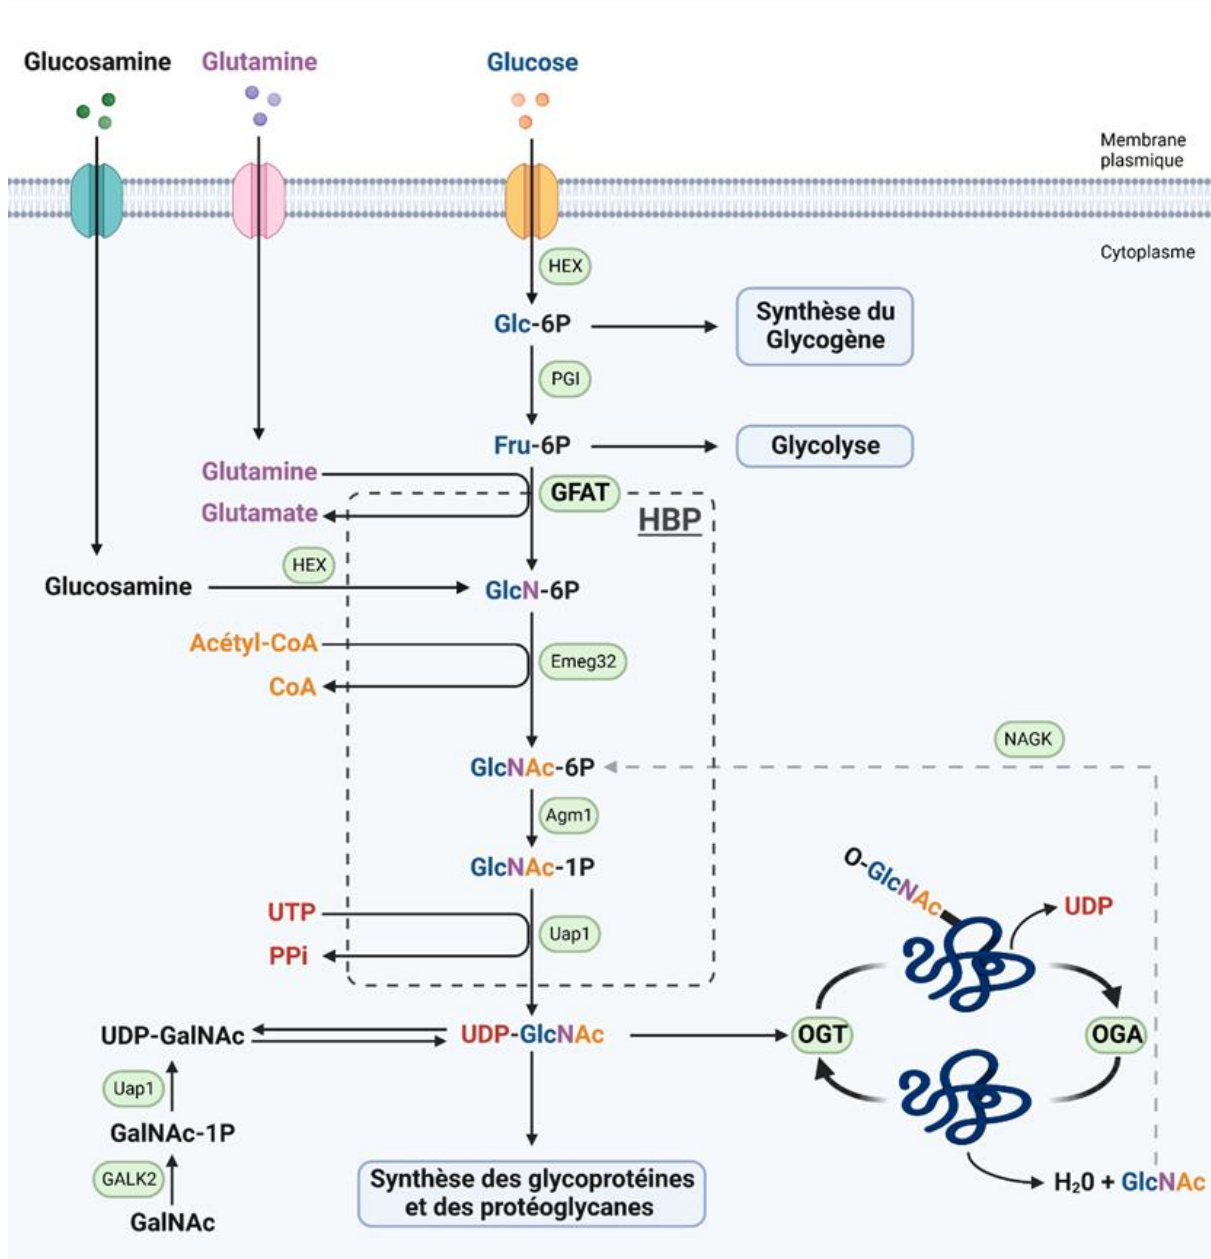 Glucosamine
Glutamine
Glucose
Membrane
plasmique
Cytoplasme
HEX
Glc-6P
Synthèse du
Glycogène
PGI
Fru-6P
Glycolyse
Glutamine
GFAT
Glutamate
HBP
HEX
Glucosamine
GlcN-6P
Acétyl-CoA
Emeg32
CoA
NAGK
GlcNAc-6P
Agm1
GlcNAc-1P
O-GlcNAc
UTP
UDP
Uap1
PPi
UDP-GalNAc
UDP-GlcNAc
OGT
OGA
Uap1
GalNAc-1P
GALK2
Synthèse des glycoprotéines
et des protéoglycanes
H₂0 + GlcNAc
GalNAc